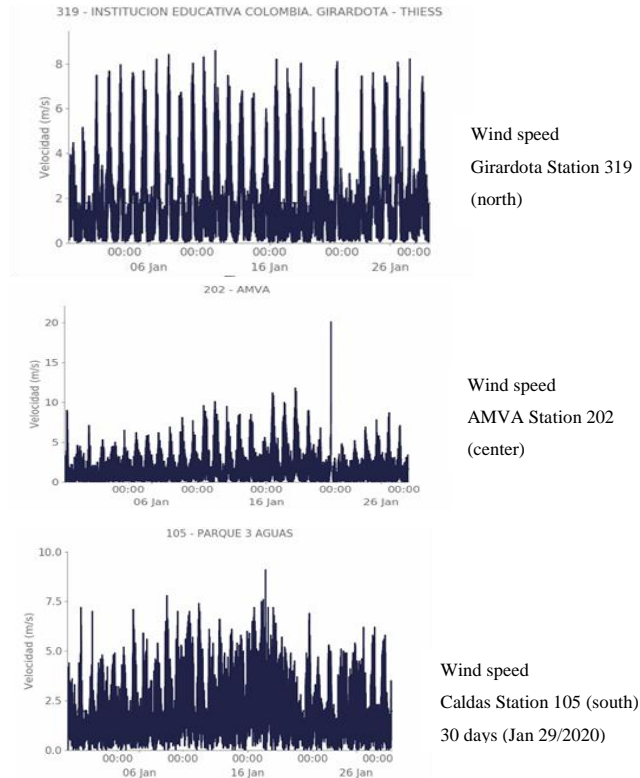 319 - INSTITUCION EDUCATIVA COLOMBIA. GIRARDOTA - THIESS
Velocidad (m/s)
8
6
4
2
0
00:00 00:00 00:00 00:00 00:00
06 Jan 16 Jan 26 Jan
Wind speed
Girardota Station 319
(north)
202 - AMVA
Velocidad (m/s)
20
15
10
5
0
00:00 00:00 00:00 00:00 00:00
06 Jan 16 Jan 26 Jan
Wind speed
AMVA Station 202
(center)
105 - PARQUE 3 AGUAS
Velocidad (m/s)
10.0
7.5
5.0
2.5
0.0
00:00 00:00 00:00 00:00 00:00
06 Jan 16 Jan 26 Jan
Wind speed
Caldas Station 105 (south)
30 days (Jan 29/2020)